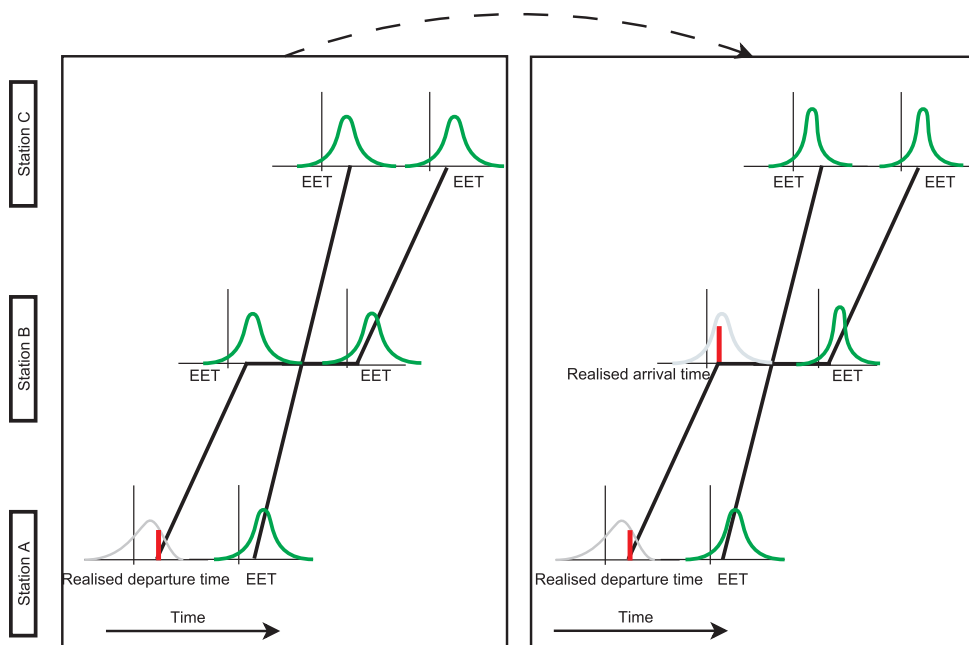 Station C
EET
EET
EET
EET
Station B
EET
EET
Realised arrival time
EET
Station A
Realised departure time
EET
Realised departure time
EET
Time
Time